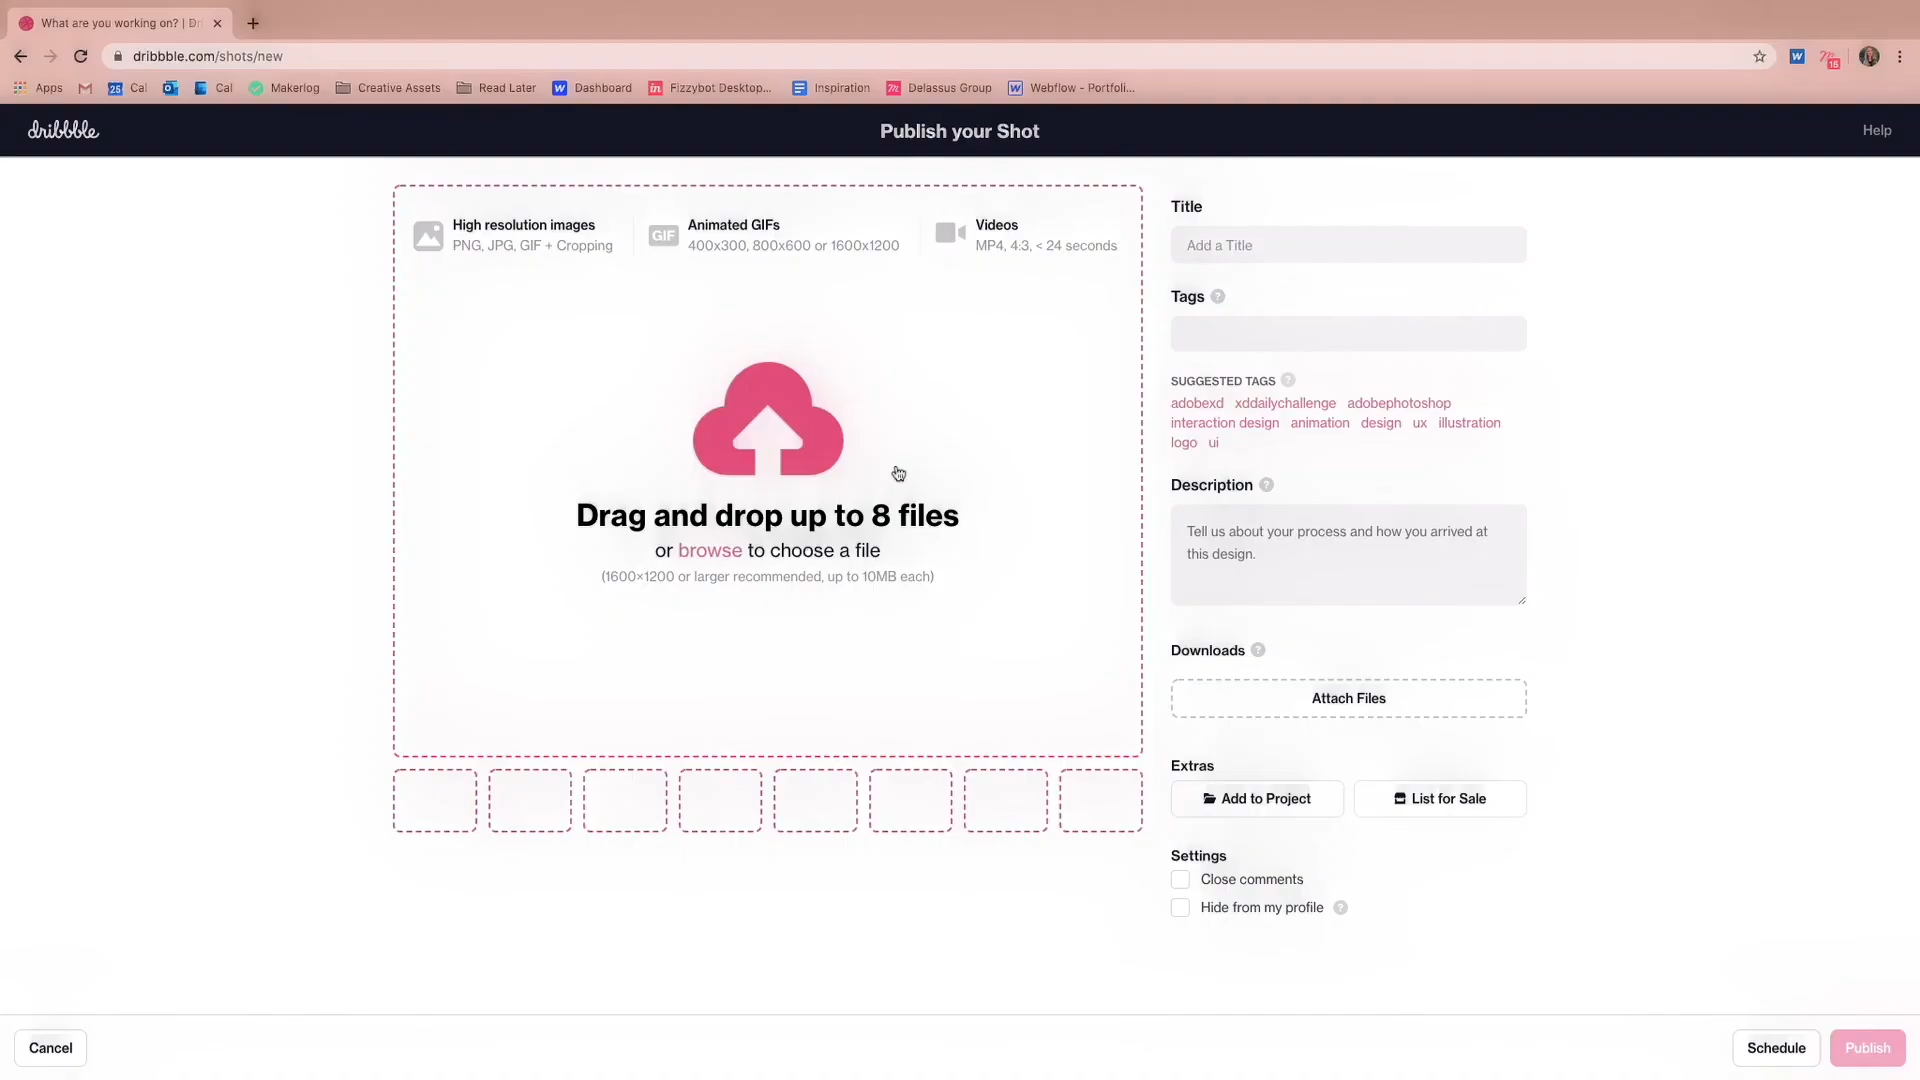 What are you working on? | Dr
dribbble.com/shots/new
W
15
Apps
25 Cal
Cal
Makerlog
Creative Assets
Read Later
W Dashboard
in Fizzybot Desktop...
Inspiration
Delassus Group
W Webflow - Portfoli...
dribbble
Publish your Shot
Help
High resolution images
PNG, JPG, GIF + Cropping
GIF
Animated GIFs
400x300, 800x600 or 1600x1200
Videos
MP4, 4:3, < 24 seconds
Drag and drop up to 8 files
or browse to choose a file
(1600×1200 or larger recommended, up to 10MB each)
Title
Add a Title
Tags ?
SUGGESTED TAGS ?
adobexd xddailychallenge adobephotoshop
interaction design animation design ux illustration
logo ui
Description ?
Tell us about your process and how you arrived at
this design.
Downloads ?
Attach Files
Extras
Add to Project
List for Sale
Settings
Close comments
Hide from my profile ?
Cancel
Schedule
Publish